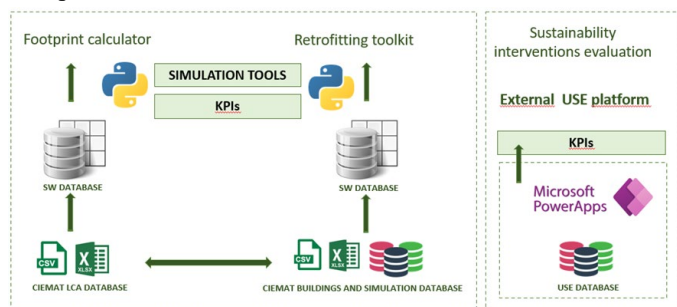 Footprint calculator
Retrofitting toolkit
SIMULATION TOOLS
KPIs
SW DATABASE
SW DATABASE
CSV
X
XLSX
CIEMAT LCA DATABASE
CSV
X
XLSX
CIEMAT BUILDINGS AND SIMULATION DATABASE
Sustainability
interventions evaluation
External USE platform
KPIs
Microsoft
PowerApps
USE DATABASE